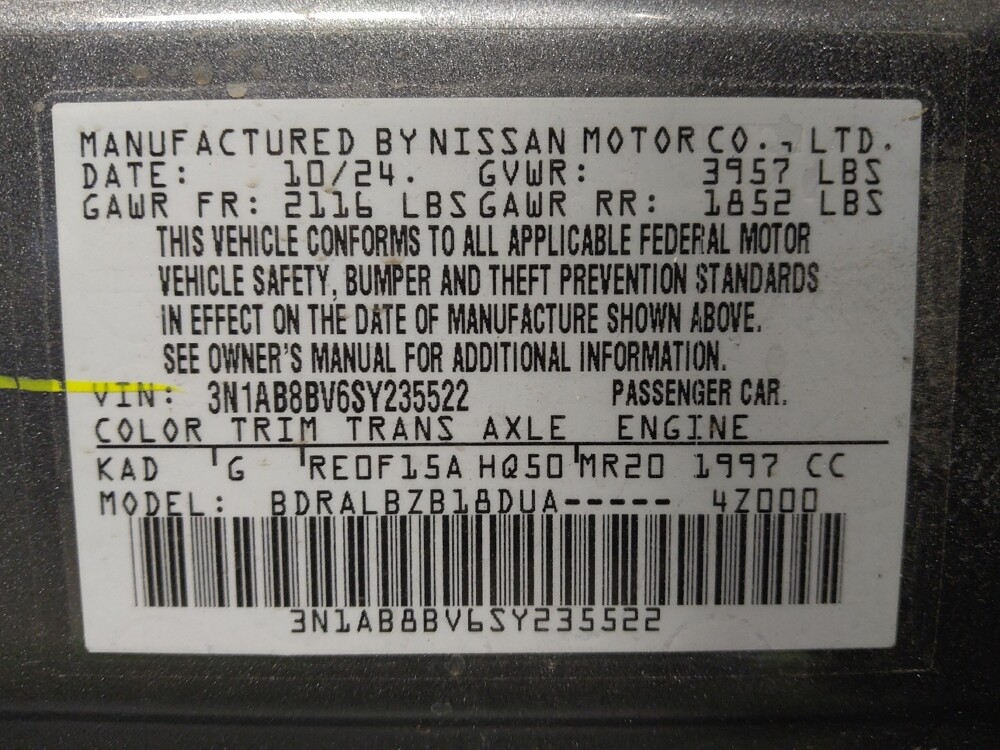 MANUFACTURED BY NISSAN MOTOR CO., LTD.
DATE: 10/24. GVWR: 3957 LBS
GAWR FR: 2116 LBS GAWR RR: 1852 LBS
THIS VEHICLE CONFORMS TO ALL APPLICABLE FEDERAL MOTOR
VEHICLE SAFETY, BUMPER AND THEFT PREVENTION STANDARDS
IN EFFECT ON THE DATE OF MANUFACTURE SHOWN ABOVE.
SEE OWNER'S MANUAL FOR ADDITIONAL INFORMATION.
VIN: 3N1AB8BV6SY235522 PASSENGER CAR.
COLOR TRIM TRANS AXLE ENGINE
KAD G RE0F15A HQ50 MR20 1997 CC
MODEL: BDRALBZB18DUA----- 4Z000
3N1AB8BV6SY235522